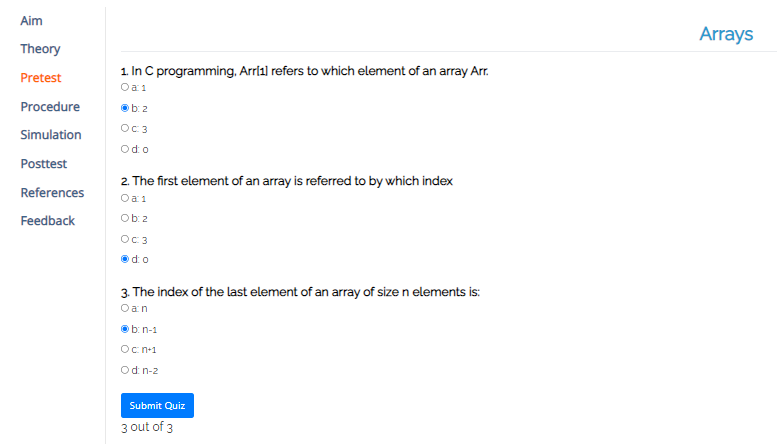 Aim
Theory
Pretest
Procedure
Simulation
Posttest
References
Feedback
Arrays
1. In C programming, Arr[1] refers to which element of an array Arr.
a: 1
b: 2
c: 3
d: 0
2. The first element of an array is referred to by which index
a: 1
b: 2
c: 3
d: 0
3. The index of the last element of an array of size n elements is:
a: n
b: n-1
c: n+1
d: n-2
Submit Quiz
3 out of 3